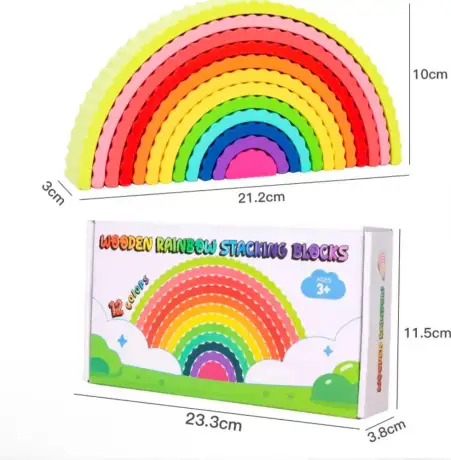 10cm
3cm
21.2cm
WOODEN RAINBOW STACKING BLOCKS
AGES
3+
12 COLORS
11.5cm
23.3cm
3.8cm